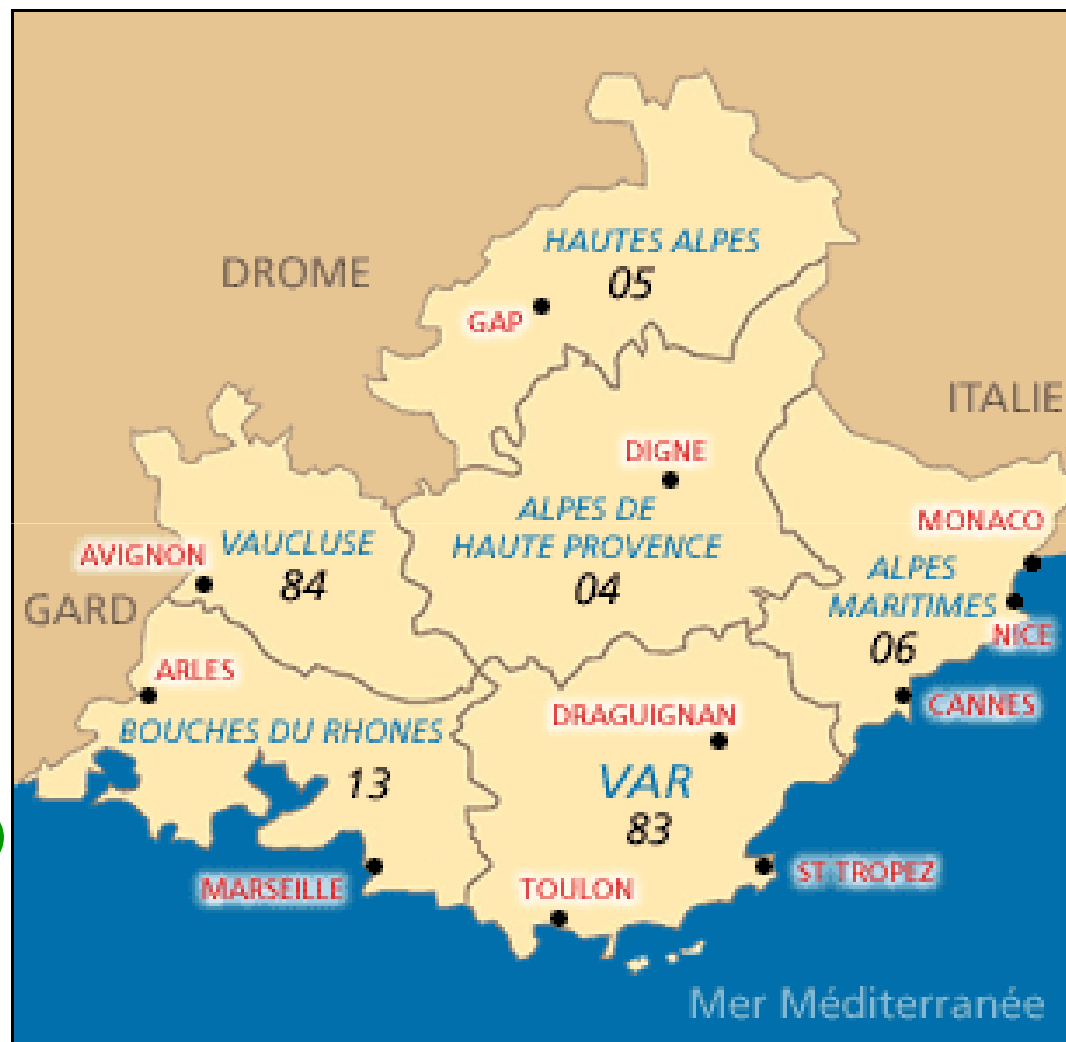 HAUTES ALPES
05
DROME
GAP
ITALIE
DIGNE
ALPES DE
HAUTE PROVENCE
04
MONACO
AVIGNON
VAUCLUSE
84
ALPES
MARITIMES
06
GARD
NICE
ARLES
CANNES
BOUCHES DU RHONES
13
DRAGUIGNAN
VAR
83
MARSEILLE
TOULON
ST TROPEZ
Mer Méditerranée